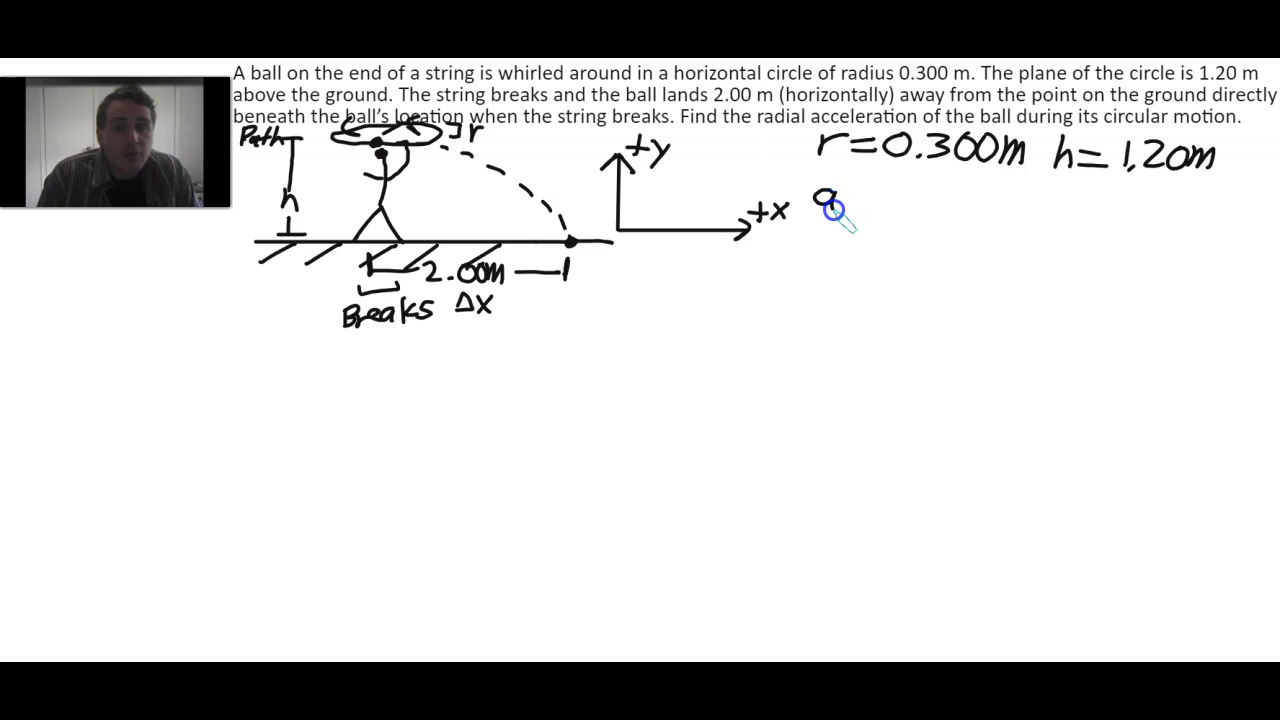 A ball on the end of a string is whirled around in a horizontal circle of radius 0.300 m. The plane of the circle is 1.20 m
above the ground. The string breaks and the ball lands 2.00 m (horizontally) away from the point on the ground directly
beneath the ball's location when the string breaks. Find the radial acceleration of the ball during its circular motion.
Path
r
+y
r=0.300m h=1.20m
h
+x
a
2.00m
Breaks Δx